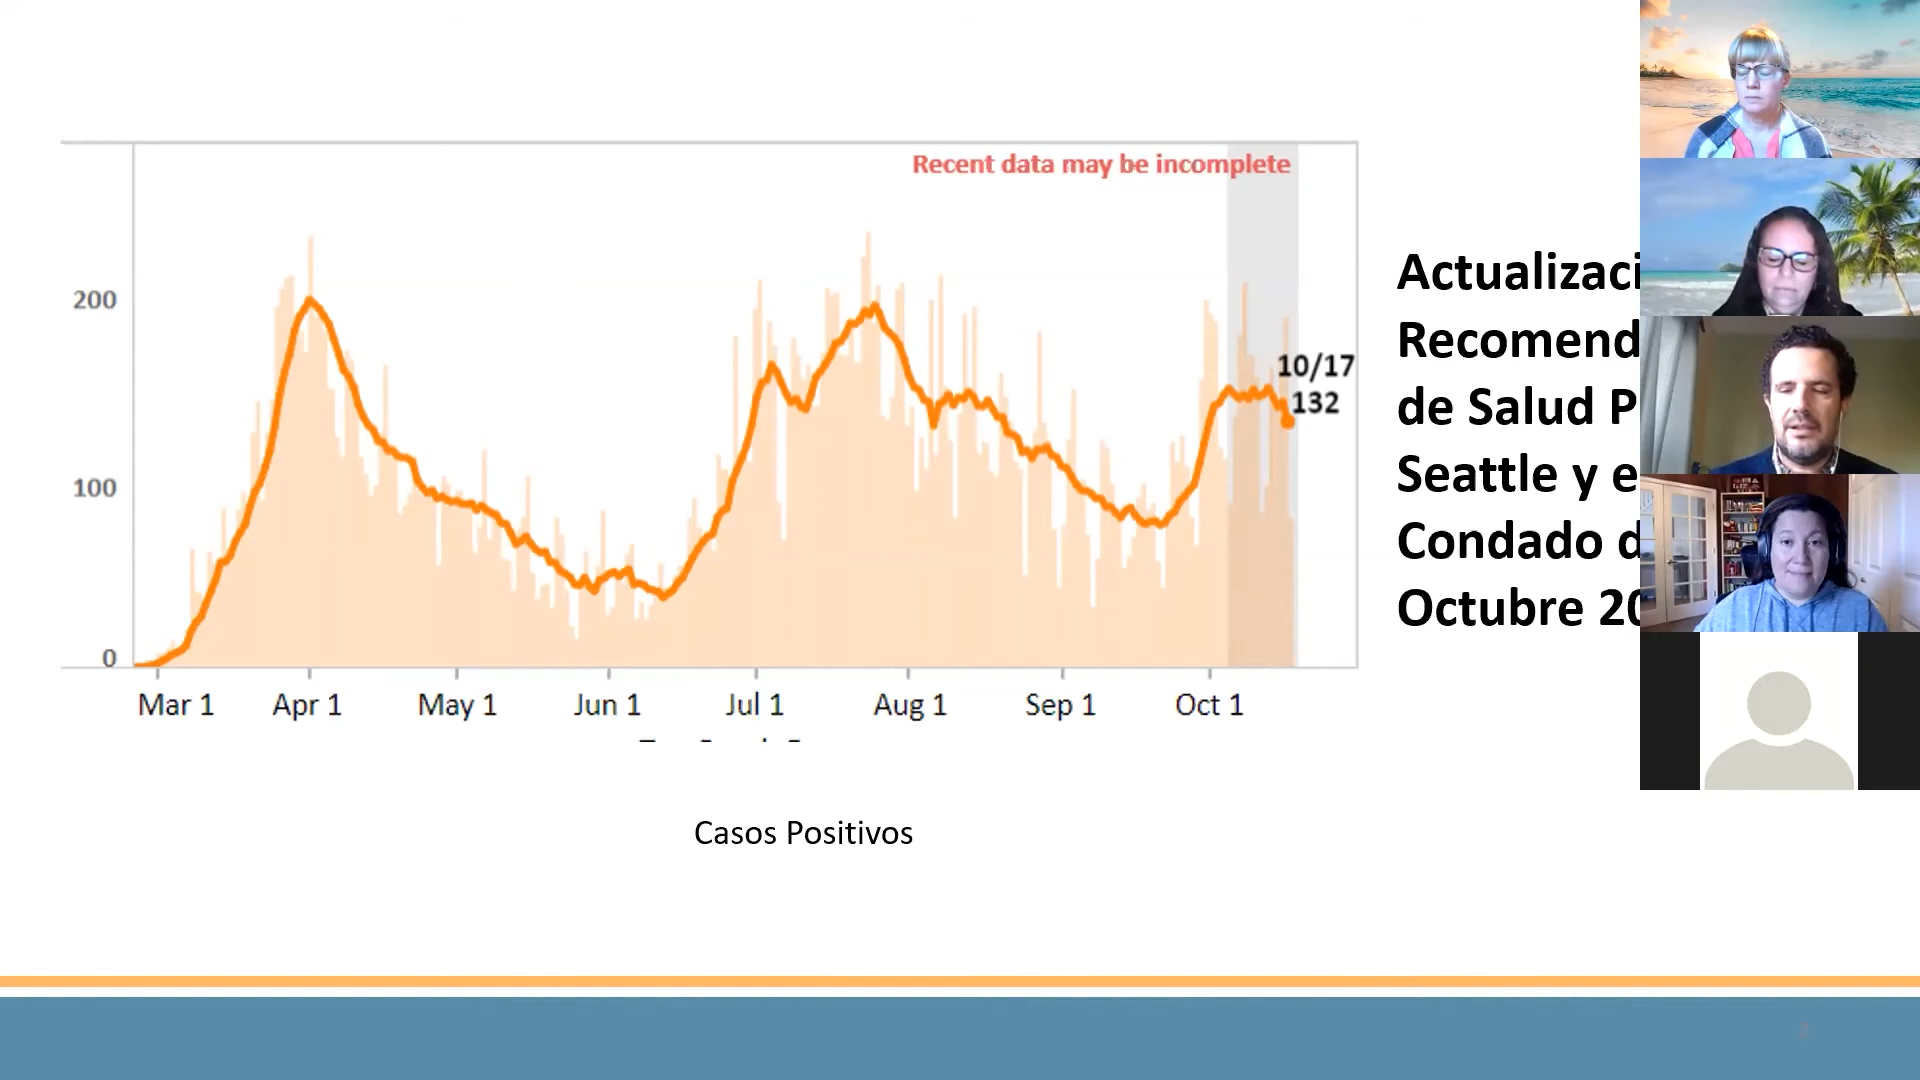 Recent data may be incomplete
200
100
0
10/17
132
Mar 1 Apr 1 May 1 Jun 1 Jul 1 Aug 1 Sep 1 Oct 1
Casos Positivos
Actualizaci
Recomend
de Salud P
Seattle y e
Condado d
Octubre 20
2